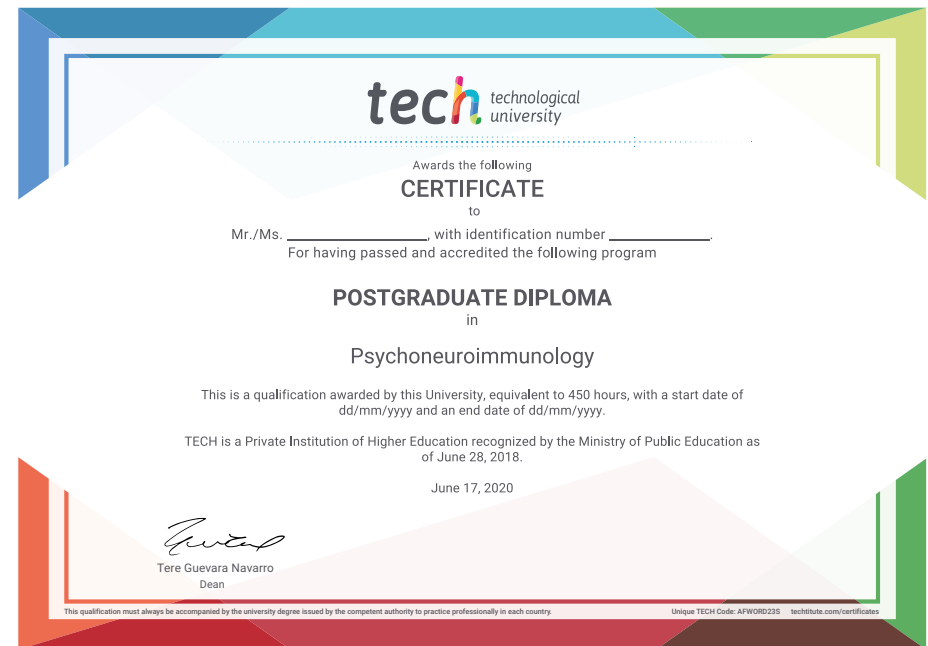 tech technological
university
Awards the following
CERTIFICATE
to
Mr./Ms. ____________________, with identification number ______________.
For having passed and accredited the following program
POSTGRADUATE DIPLOMA
in
Psychoneuroimmunology
This is a qualification awarded by this University, equivalent to 450 hours, with a start date of
dd/mm/yyyy and an end date of dd/mm/yyyy.
TECH is a Private Institution of Higher Education recognized by the Ministry of Public Education as
of June 28, 2018.
June 17, 2020
Tere Guevara Navarro
Dean
This qualification must always be accompanied by the university degree issued by the competent authority to practice professionally in each country. Unique TECH Code: AFWORD23S techtitute.com/certificates